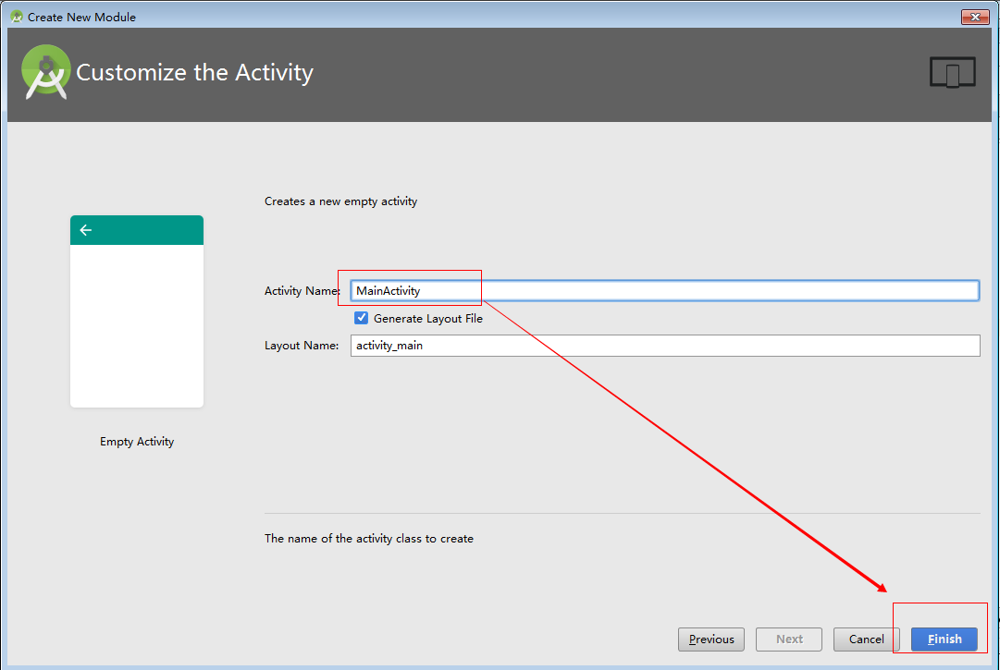 Create New Module
Customize the Activity
Creates a new empty activity
Activity Name:
MainActivity
Generate Layout File
Layout Name:
activity_main
Empty Activity
The name of the activity class to create
Previous
Next
Cancel
Finish